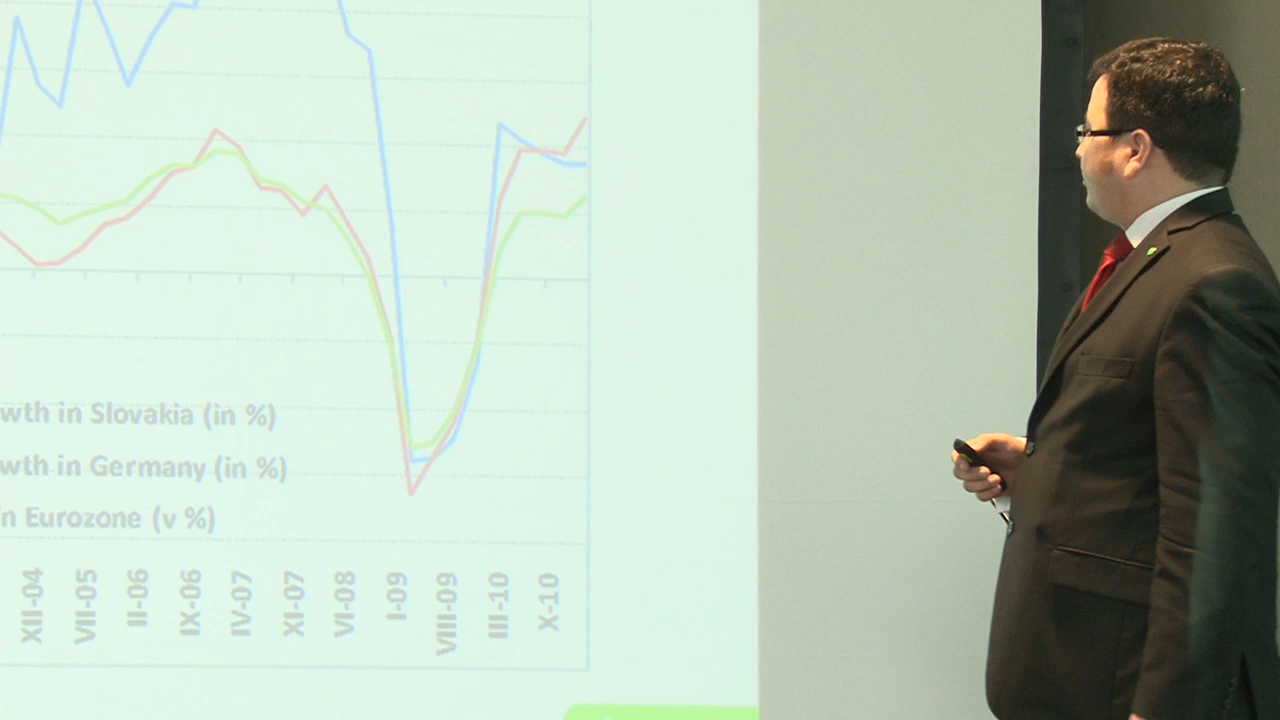 wth in Slovakia (in %)
wth in Germany (in %)
n Eurozone (v %)
XII-04
VII-05
II-06
IX-06
IV-07
XI-07
VI-08
I-09
VIII-09
III-10
X-10